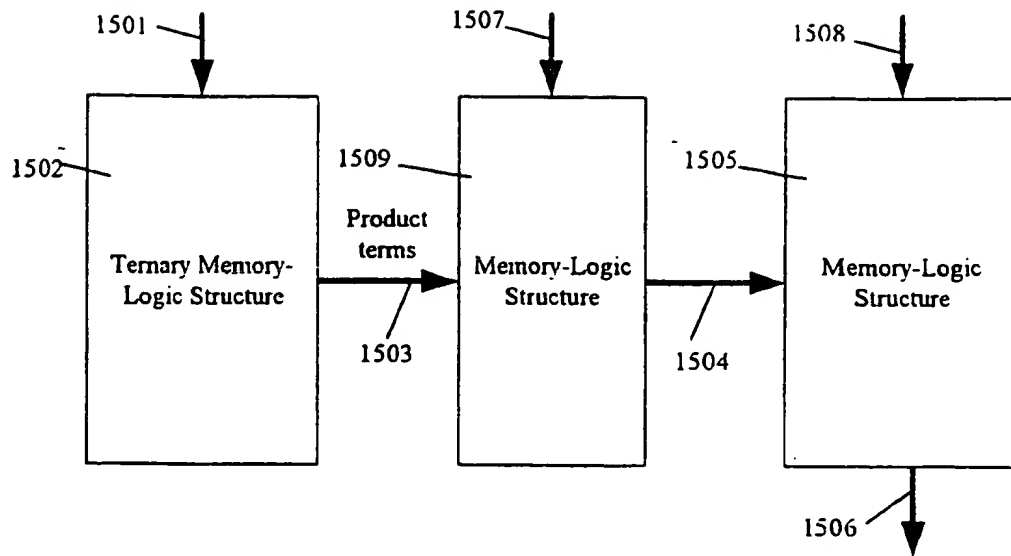 1501
1507
1508
1502
1509
1505
Product
terms
Ternary Memory-
Logic Structure
Memory-Logic
Structure
Memory-Logic
Structure
1503
1504
1506